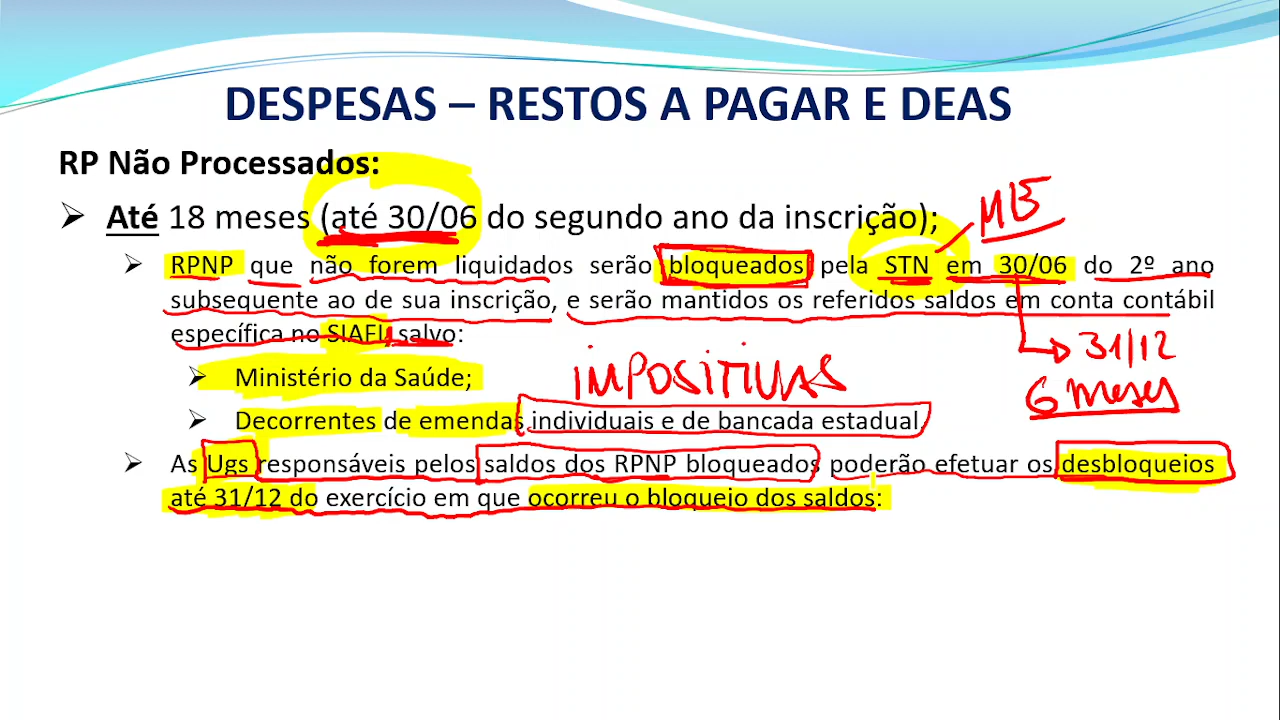 DESPESAS – RESTOS A PAGAR E DEAS
RP Não Processados:
Até 18 meses (até 30/06 do segundo ano da inscrição);
ME
RPNP que não forem liquidados serão bloqueados pela STN em 30/06 do 2º ano
subsequente ao de sua inscrição, e serão mantidos os referidos saldos em conta contábil
específica no SIAFI, salvo:
31/12
Ministério da Saúde;
IMPOSITIVAS
6 meses
Decorrentes de emendas individuais e de bancada estadual.
As Ugs responsáveis pelos saldos dos RPNP bloqueados poderão efetuar os desbloqueios
até 31/12 do exercício em que ocorreu o bloqueio dos saldos: